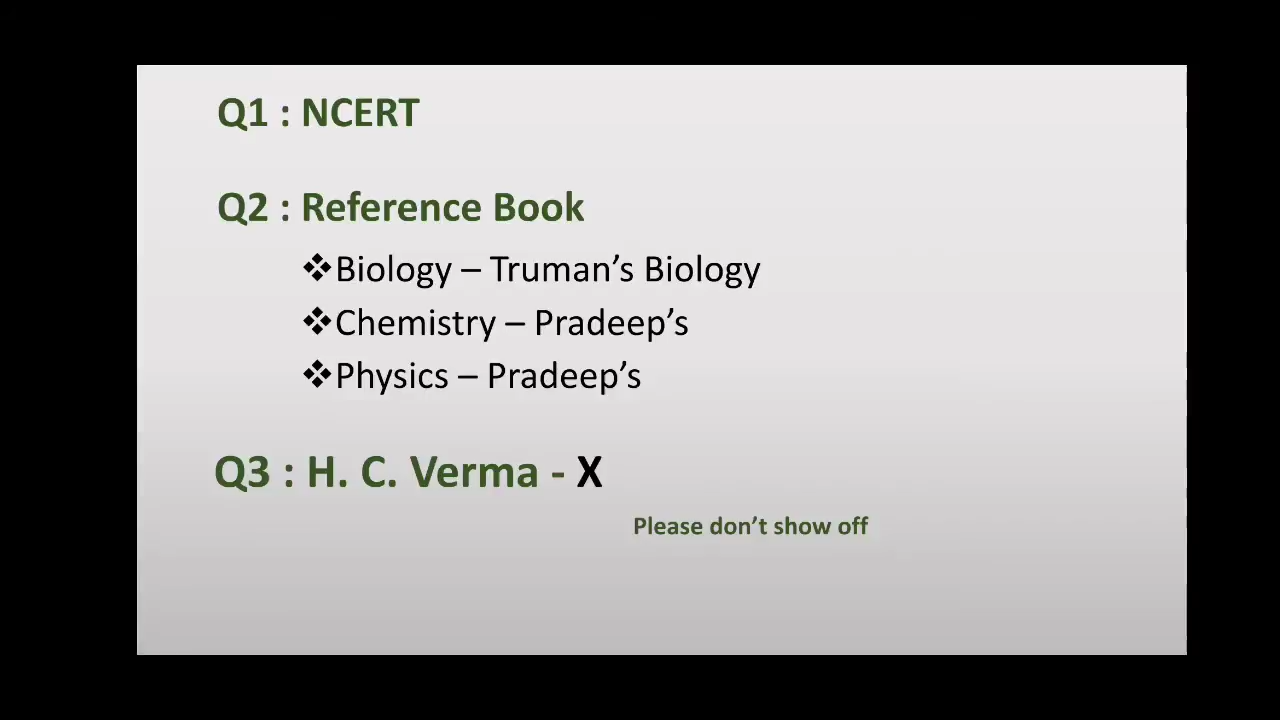 Q1 : NCERT
Q2 : Reference Book
❖Biology – Truman’s Biology
❖Chemistry – Pradeep’s
❖Physics – Pradeep’s
Q3 : H. C. Verma - X
Please don’t show off